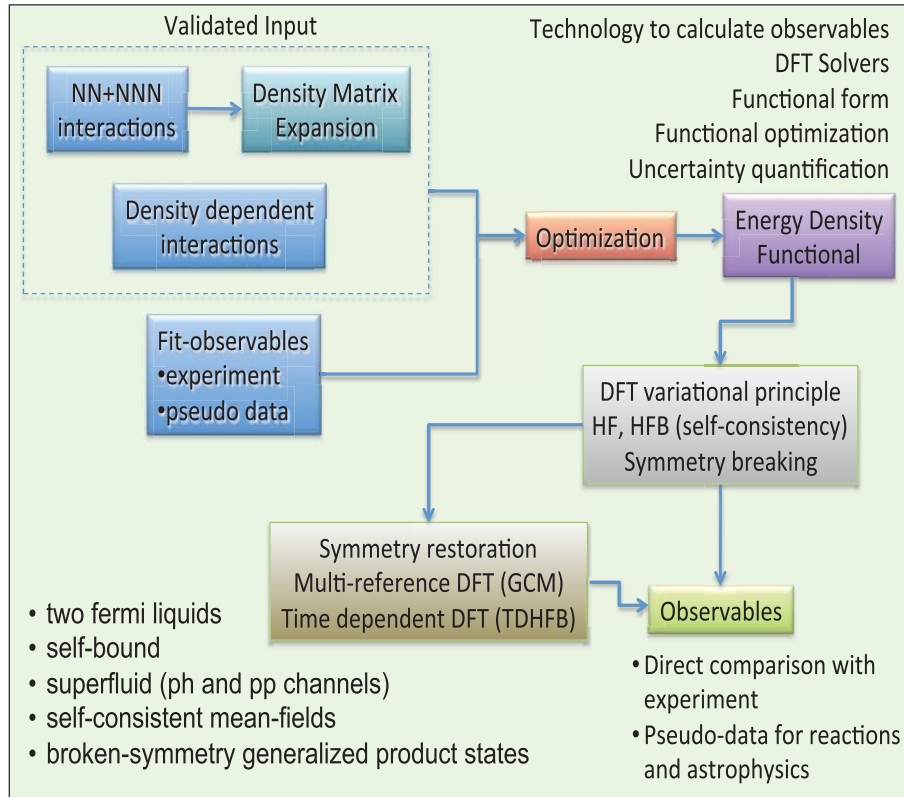 Validated Input
NN+NNN
interactions
Density Matrix
Expansion
Density dependent
interactions
Fit-observables
•experiment
•pseudo data
Technology to calculate observables
DFT Solvers
Functional form
Functional optimization
Uncertainty quantification
Optimization
Energy Density
Functional
DFT variational principle
HF, HFB (self-consistency)
Symmetry breaking
Symmetry restoration
Multi-reference DFT (GCM)
Time dependent DFT (TDHFB)
Observables
• Direct comparison with
experiment
• Pseudo-data for reactions
and astrophysics
• two fermi liquids
• self-bound
• superfluid (ph and pp channels)
• self-consistent mean-fields
• broken-symmetry generalized product states